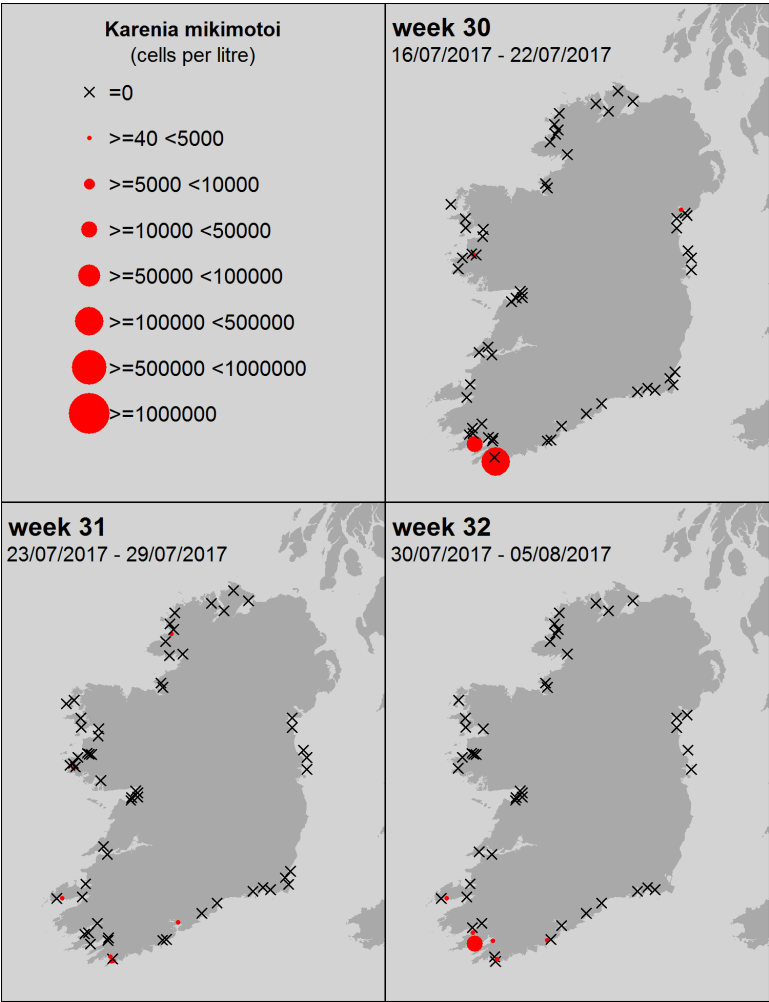 Karenia mikimotoi
(cells per litre)
=0
>=40 <5000
>=5000 <10000
>=10000 <50000
>=50000 <100000
>=100000 <500000
>=500000 <1000000
>=1000000
week 30
16/07/2017 - 22/07/2017
week 31
23/07/2017 - 29/07/2017
week 32
30/07/2017 - 05/08/2017